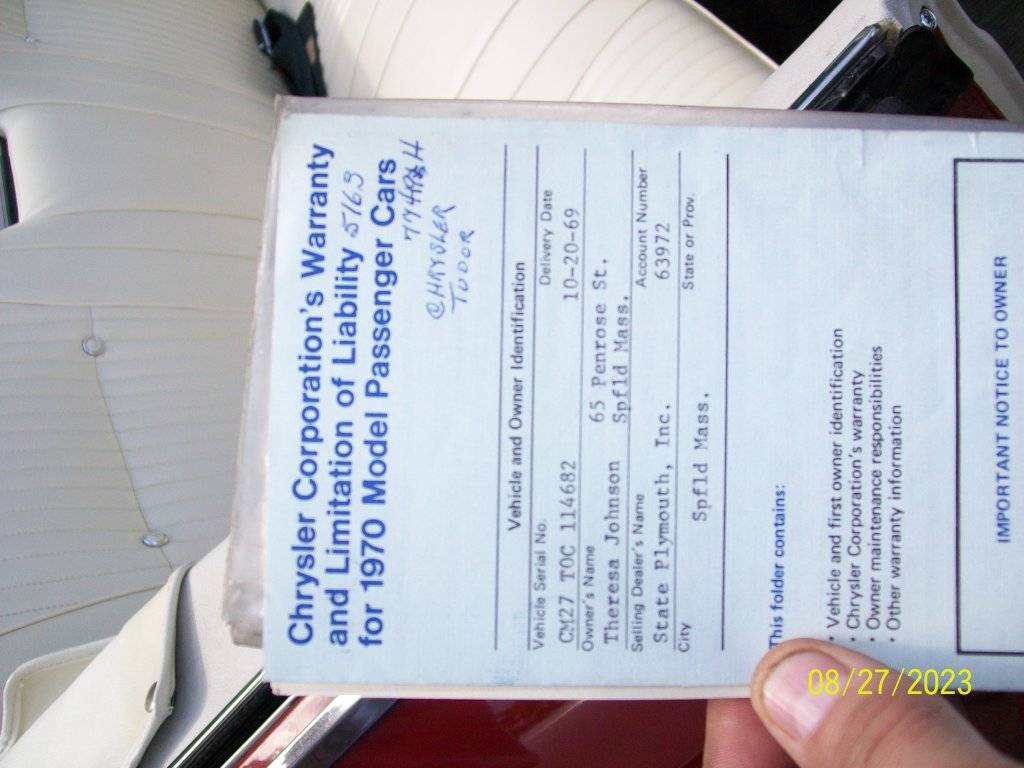 Chrysler Corporation's Warranty
and Limitation of Liability 5163
for 1970 Model Passenger Cars
CHRYSLER
TUDOR
Vehicle and Owner Identification
Vehicle Serial No. Delivery Date
CM27 TOC 114682 10-20-69
Owner's Name
Theresa Johnson 65 Penrose St.
Spfld Mass.
Selling Dealer's Name Account Number
State Plymouth, Inc. 63972
City State or Prov.
Spfld Mass.
This folder contains:
• Vehicle and first owner identification
• Chrysler Corporation's warranty
• Owner maintenance responsibilities
• Other warranty information
IMPORTANT NOTICE TO OWNER
08/27/2023